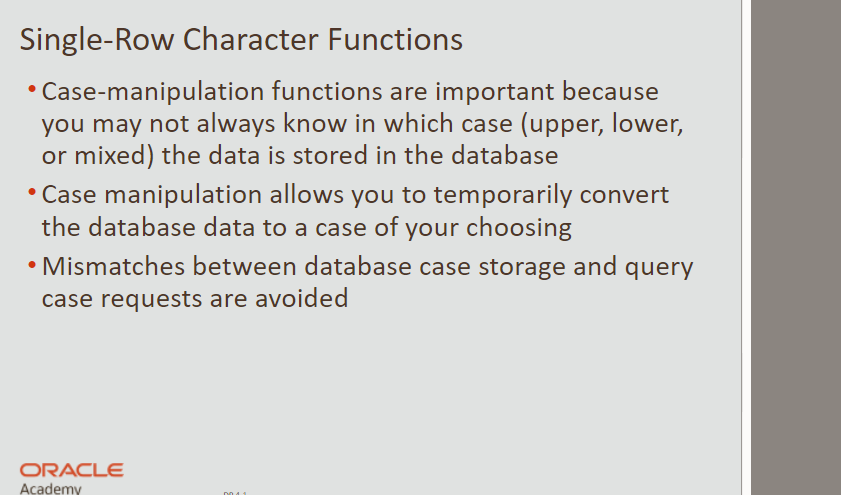 Single-Row Character Functions
• Case-manipulation functions are important because
you may not always know in which case (upper, lower,
or mixed) the data is stored in the database
• Case manipulation allows you to temporarily convert
the database data to a case of your choosing
• Mismatches between database case storage and query
case requests are avoided
ORACLE
Academy